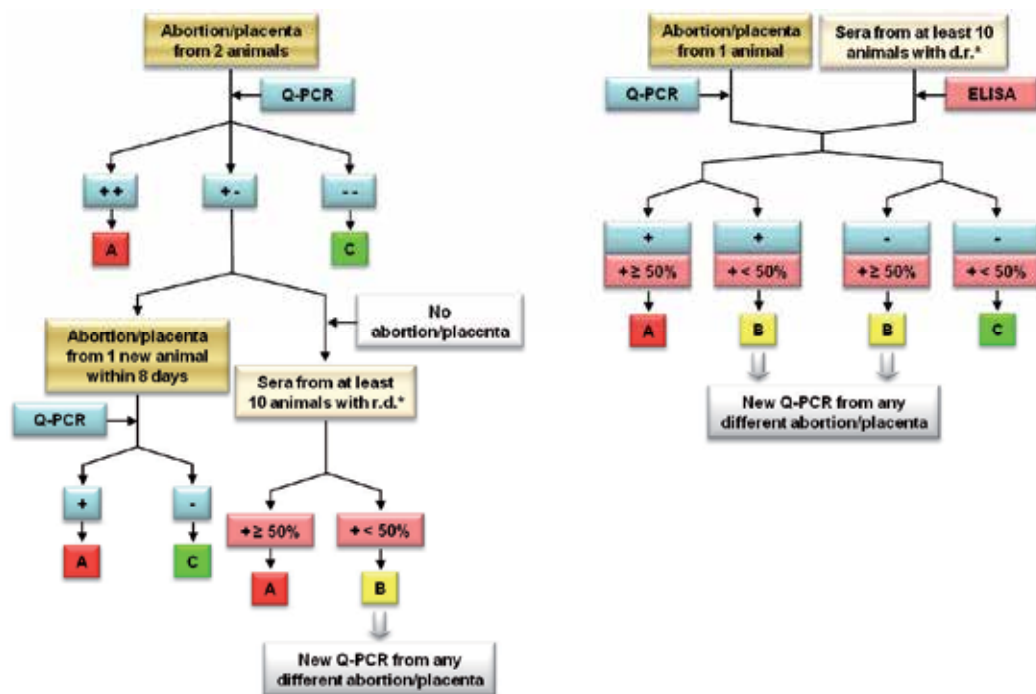 Abortion/placenta
from 2 animals
Q-PCR
+ +
+ -
- -
A
C
No
abortion/placenta
Abortion/placenta
from 1 new animal
within 8 days
Sera from at least
10 animals with r.d.*
Q-PCR
+
-
A
C
+ ≥ 50%
+ < 50%
A
B
New Q-PCR from any
different abortion/placenta
Abortion/placenta
from 1 animal
Sera from at least 10
animals with d.r.*
Q-PCR
ELISA
+
+
-
-
+ ≥ 50%
+ < 50%
+ ≥ 50%
+ < 50%
A
B
B
C
New Q-PCR from any
different abortion/placenta